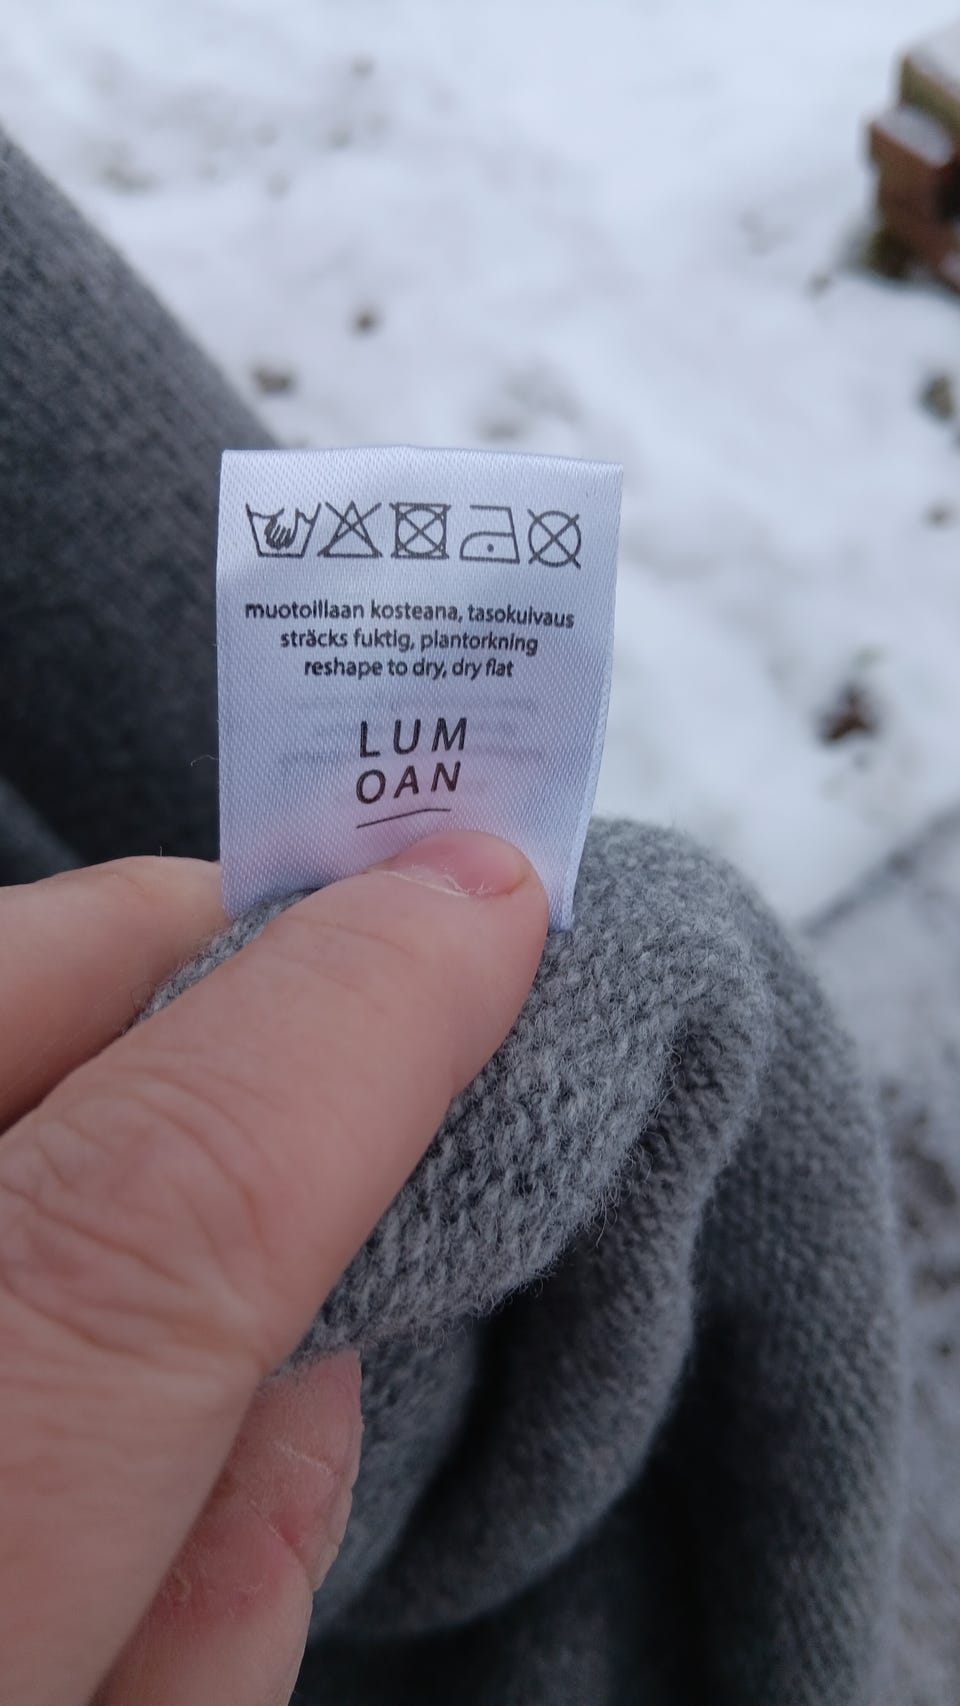 muotoillaan kosteana, tasokuivaus
sträcks fuktig, plantorkning
reshape to dry, dry flat
LUM
OAN